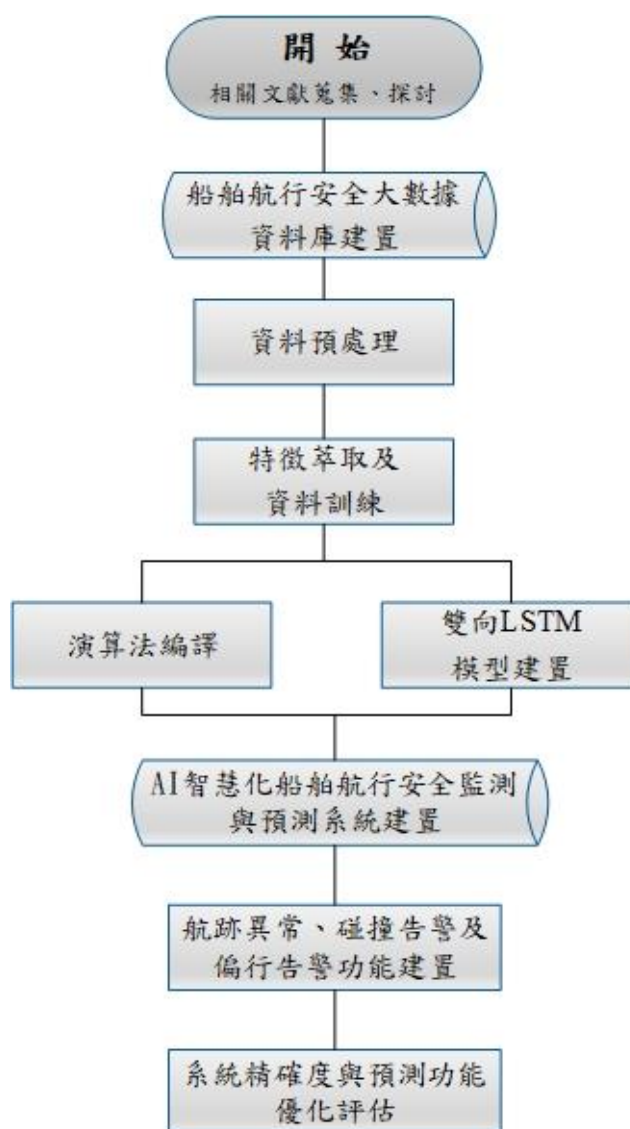 開 始
相關文獻蒐集、探討
船舶航行安全大數據
資料庫建置
資料預處理
特徵萃取及
資料訓練
演算法編譯
雙向LSTM
模型建置
AI智慧化船舶航行安全監測
與預測系統建置
航跡異常、碰撞告警及
偏行告警功能建置
系統精確度與預測功能
優化評估